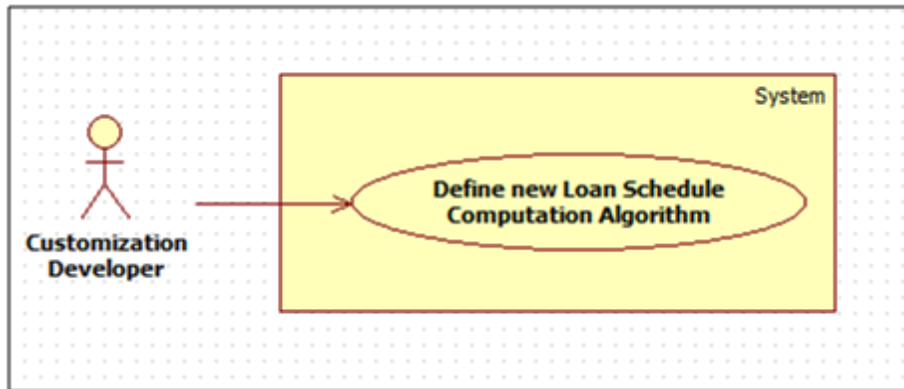 System
Define new Loan Schedule
Computation Algorithm
Customization
Developer